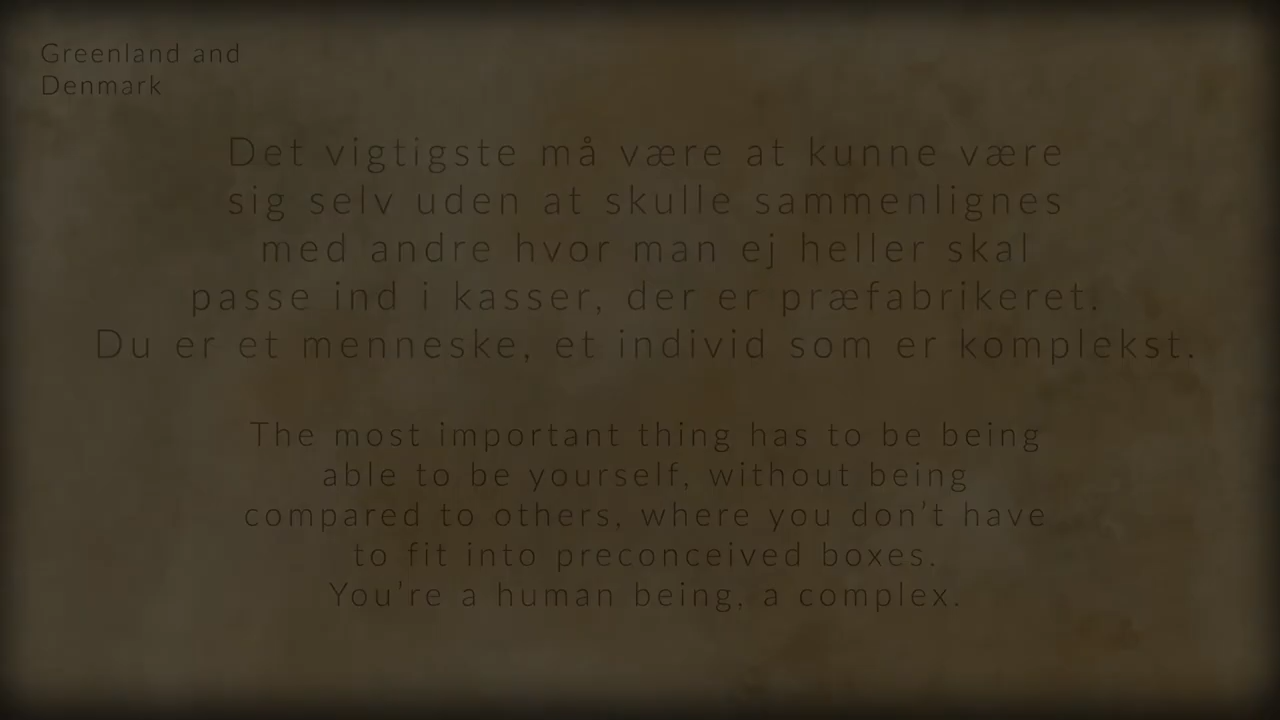 Greenland and
Denmark
Det vigtigste må være at kunne være
sig selv uden at skulle sammenlignes
med andre hvor man ej heller skal
passe ind i kasser, der er præfabrikeret.
Du er et menneske, et individ som er komplekst.
The most important thing has to be being
able to be yourself, without being
compared to others, where you don’t have
to fit into preconceived boxes.
You’re a human being, a complex.